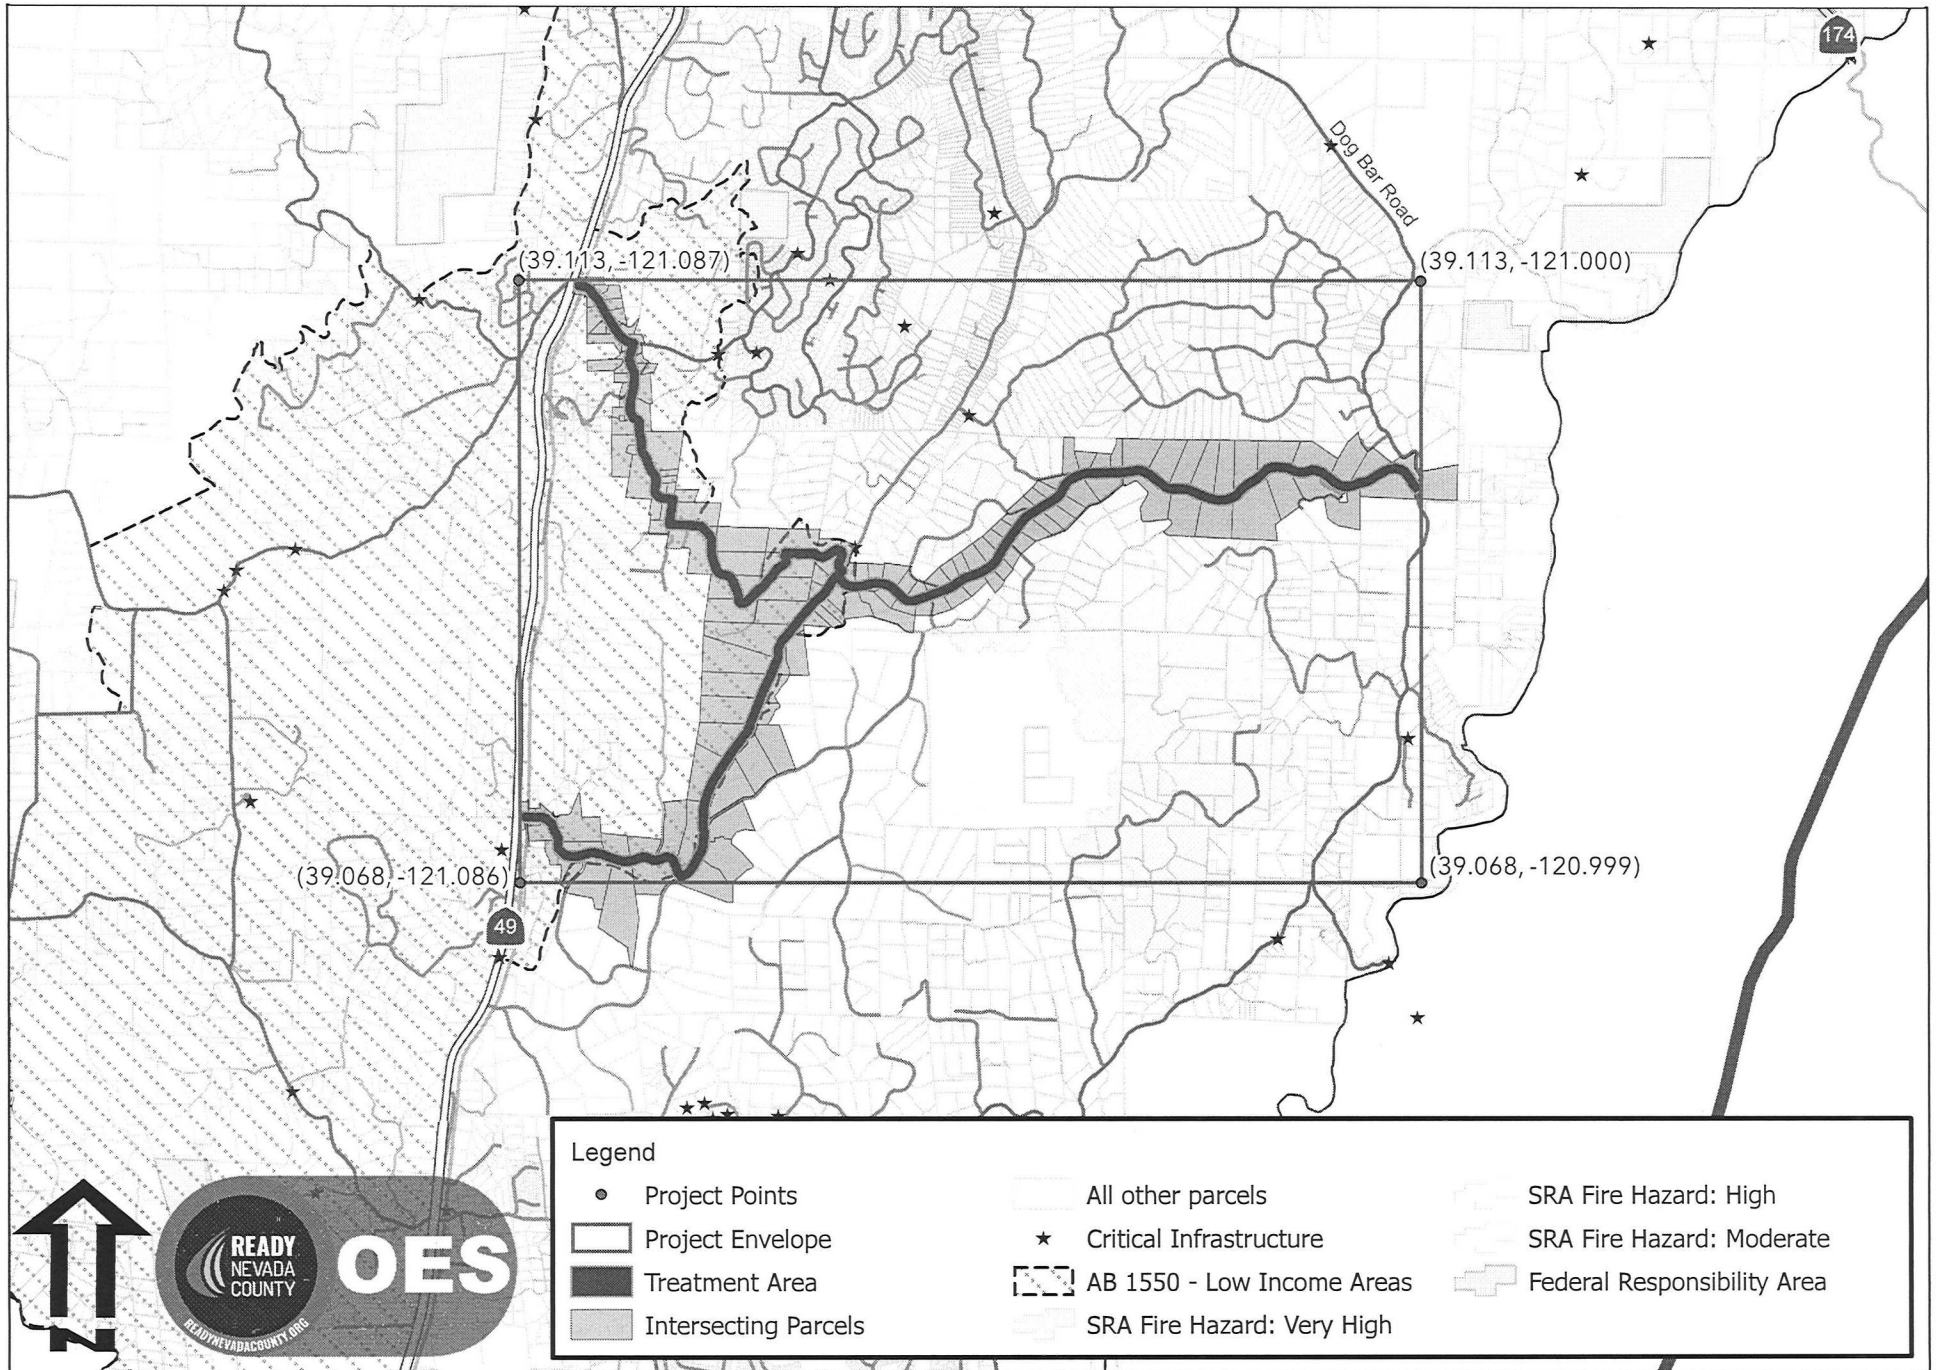 174
Dog Bar Road
(39.113, -121.087)
(39.113, -121.000)
(39.068, -121.086)
(39.068, -120.999)
49
Legend
Project Points
Project Envelope
Treatment Area
Intersecting Parcels
All other parcels
Critical Infrastructure
AB 1550 - Low Income Areas
SRA Fire Hazard: Very High
SRA Fire Hazard: High
SRA Fire Hazard: Moderate
Federal Responsibility Area
N
READY
NEVADA
COUNTY
READYNEVADACOUNTY.ORG
OES